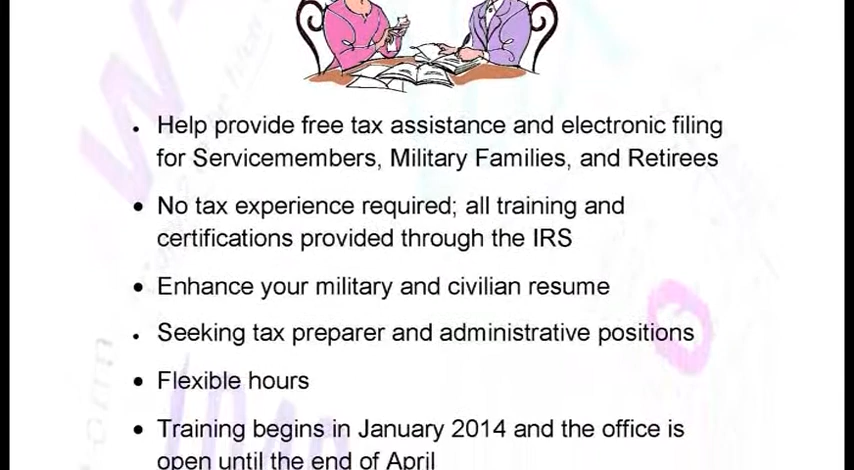 • Help provide free tax assistance and electronic filing
for Servicemembers, Military Families, and Retirees
• No tax experience required; all training and
certifications provided through the IRS
• Enhance your military and civilian resume
• Seeking tax preparer and administrative positions
• Flexible hours
• Training begins in January 2014 and the office is
open until the end of April